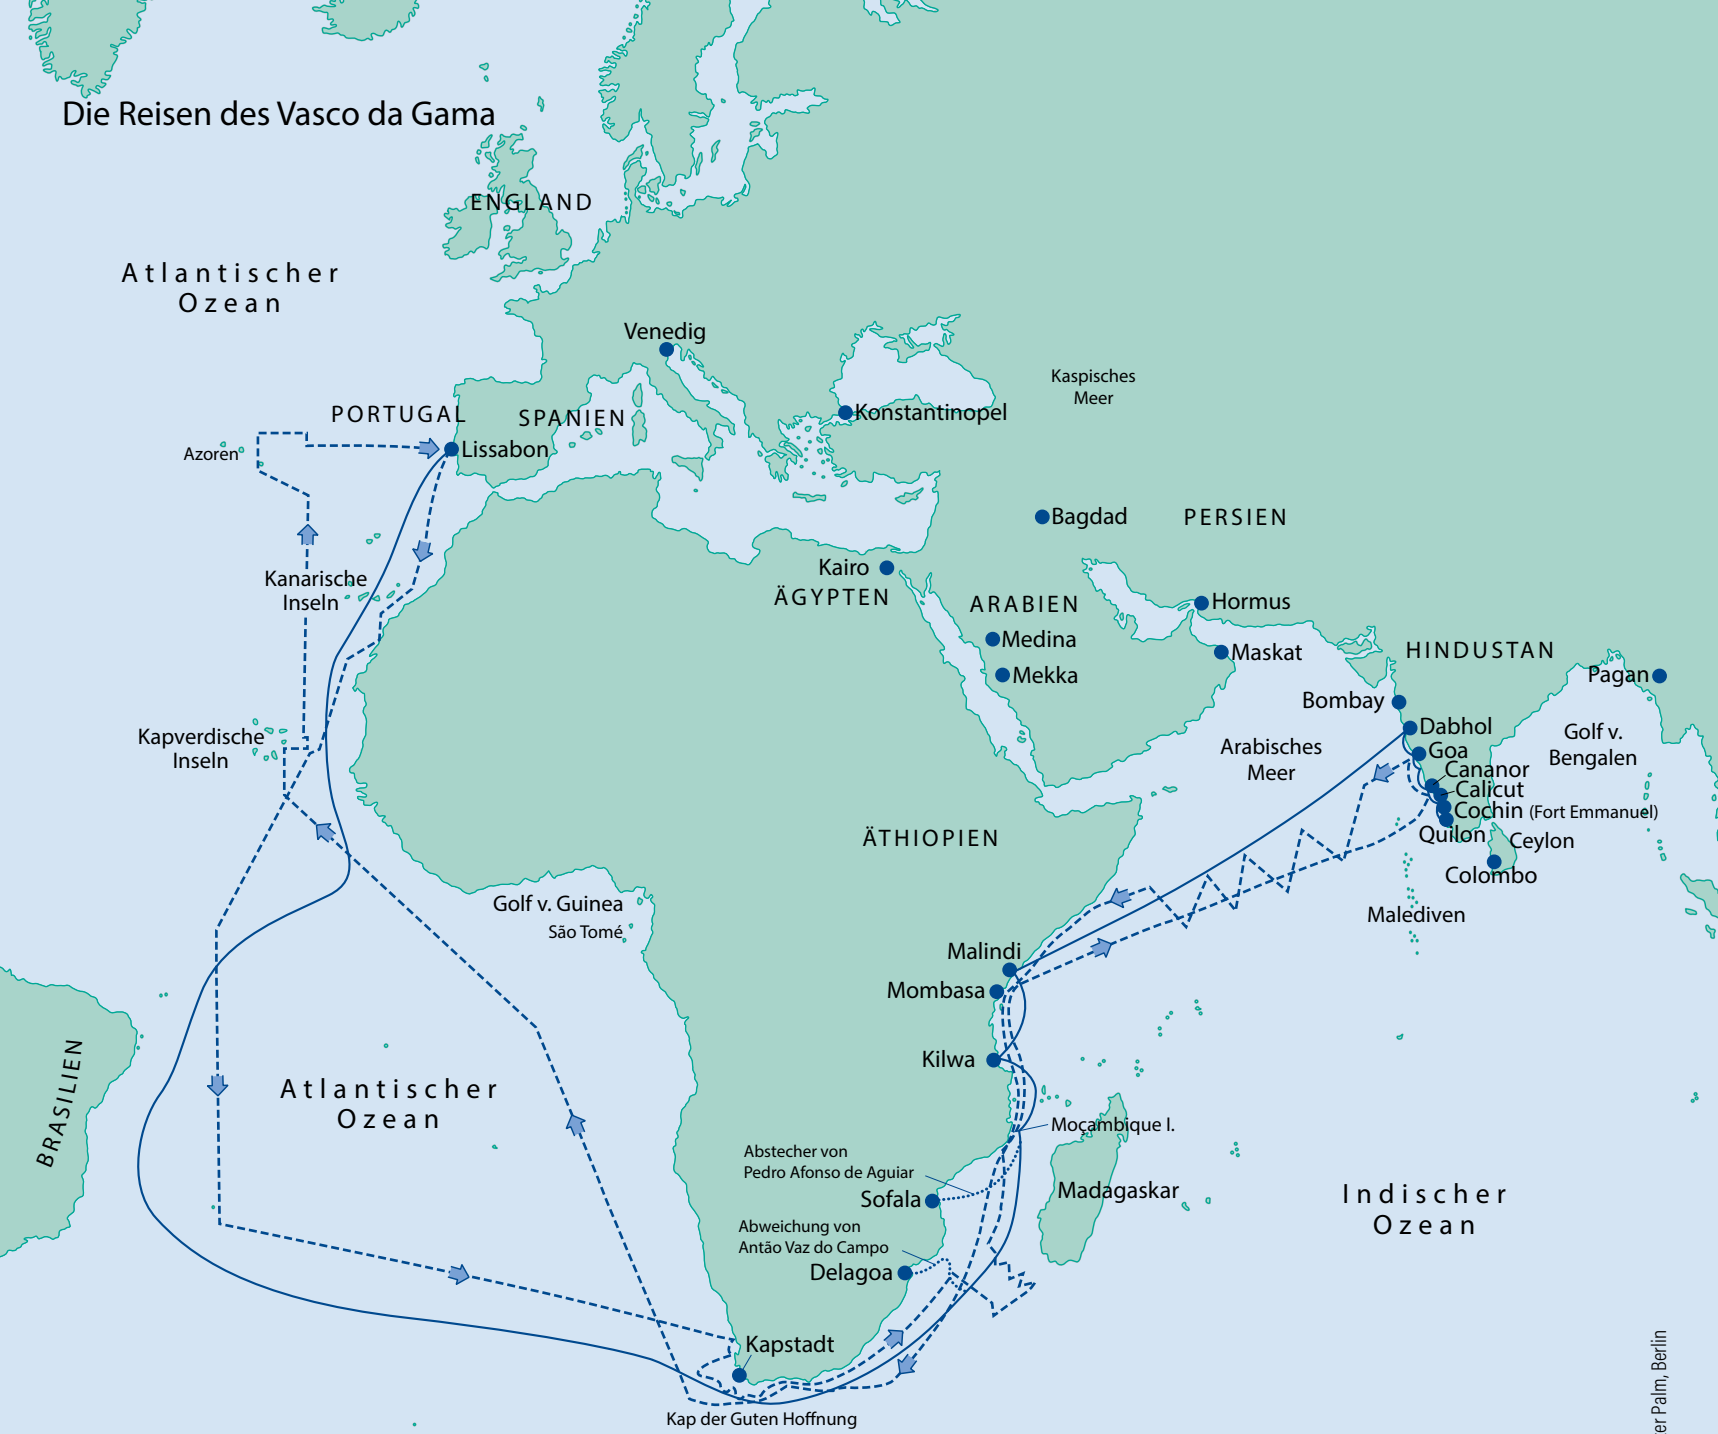 Die Reisen des Vasco da Gama
ENGLAND
Atlantischer
Ozean
Venedig
Kaspisches
Meer
Konstantinopel
PORTUGAL
SPANIEN
Azoren
Lissabon
Bagdad
PERSIEN
Kairo
ÄGYPTEN
ARABIEN
Hormus
Kanarische
Inseln
Medina
Maskat
HINDUSTAN
Mekka
Pagan
Bombay
Dabhol
Golf v.
Bengalen
Kapverdische
Inseln
Arabisches
Meer
Goa
Cananor
Calicut
Cochin (Fort Emmanuel)
Quilon
Ceylon
Colombo
ÄTHIOPIEN
Golf v. Guinea
São Tomé
Malediven
Malindi
Mombasa
Kilwa
BRASILIEN
Atlantischer
Ozean
Moçambique I.
Abstecher von
Pedro Afonso de Aguiar
Sofala
Madagaskar
Indischer
Ozean
Abweichung von
Antão Vaz do Campo
Delagoa
Kapstadt
Kap der Guten Hoffnung
Palm, Berlin